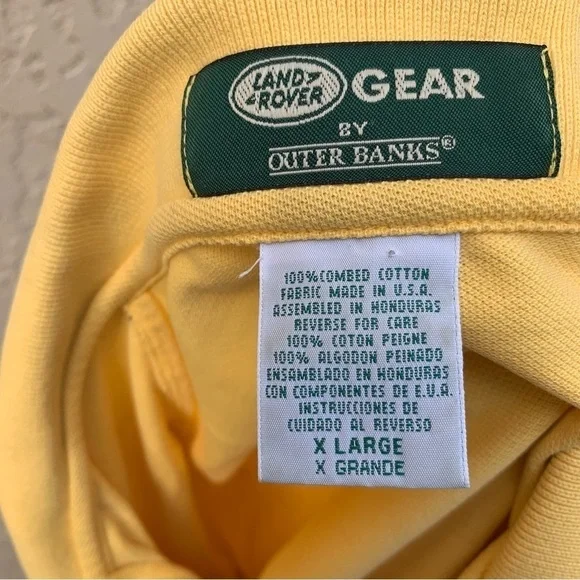 LAND ROVER GEAR
BY
OUTER BANKS®
100% COMBED COTTON
FABRIC MADE IN U.S.A.
ASSEMBLED IN HONDURAS
REVERSE FOR CARE
100% COTON PEIGNE
100% ALGODON PEINADO
ENSAMBLADO EN HONDURAS
CON COMPONENTES DE E.U.A.
INSTRUCCIONES DE
CUIDADO AL REVERSO
X LARGE
X GRANDE